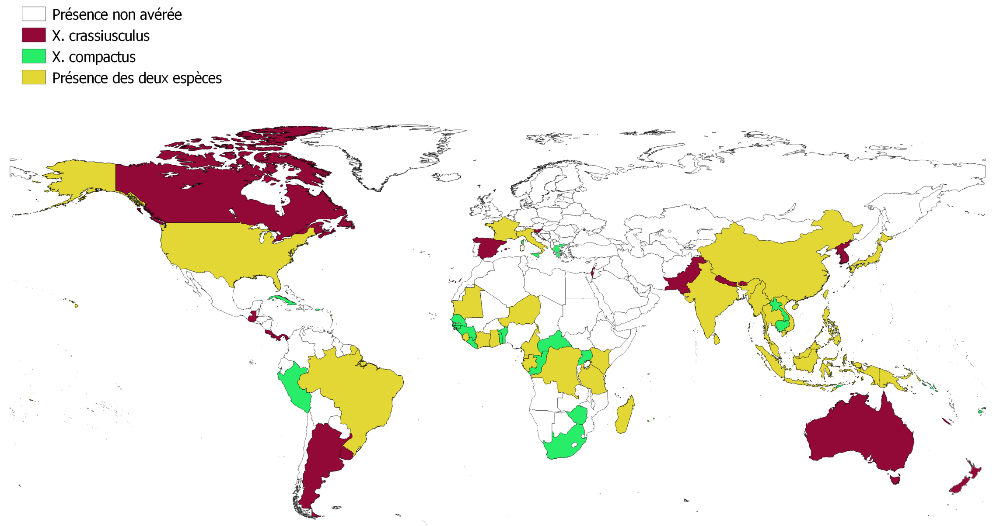 Présence non avérée
X. crassiusculus
X. compactus
Présence des deux espèces